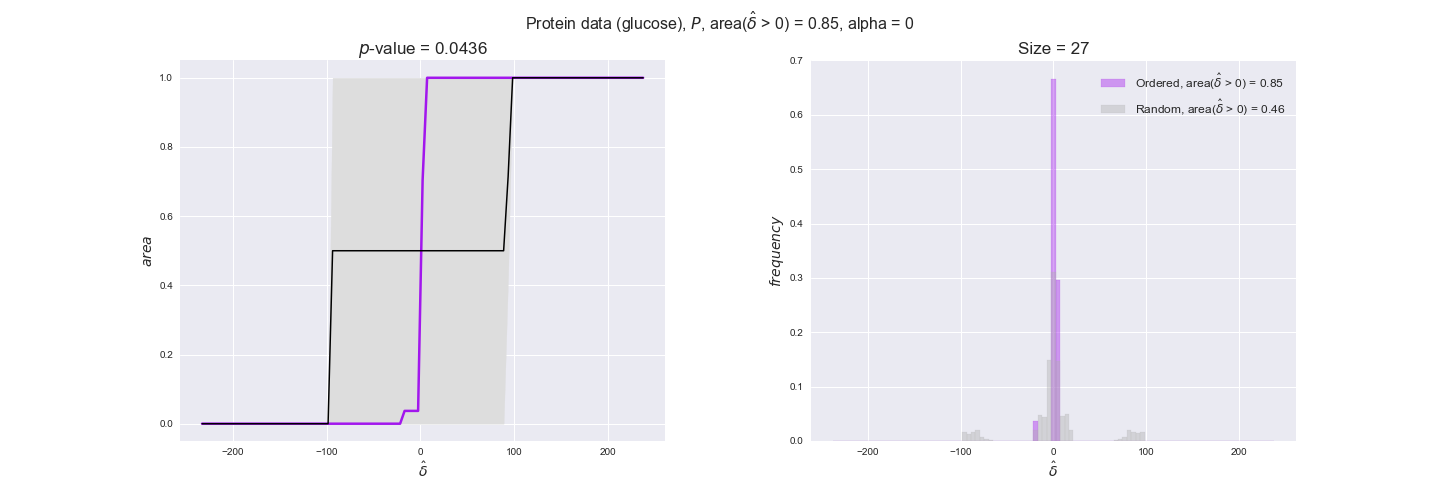 Protein data (glucose), P, area(δ̂ > 0) = 0.85, alpha = 0
p-value = 0.0436
1.0
0.8
0.6
0.4
0.2
0.0
area
−200
−100
0
100
200
δ̂
Size = 27
0.7
0.6
0.5
0.4
0.3
0.2
0.1
0.0
frequency
Ordered, area(δ̂ > 0) = 0.85
Random, area(δ̂ > 0) = 0.46
−200
−100
0
100
200
δ̂